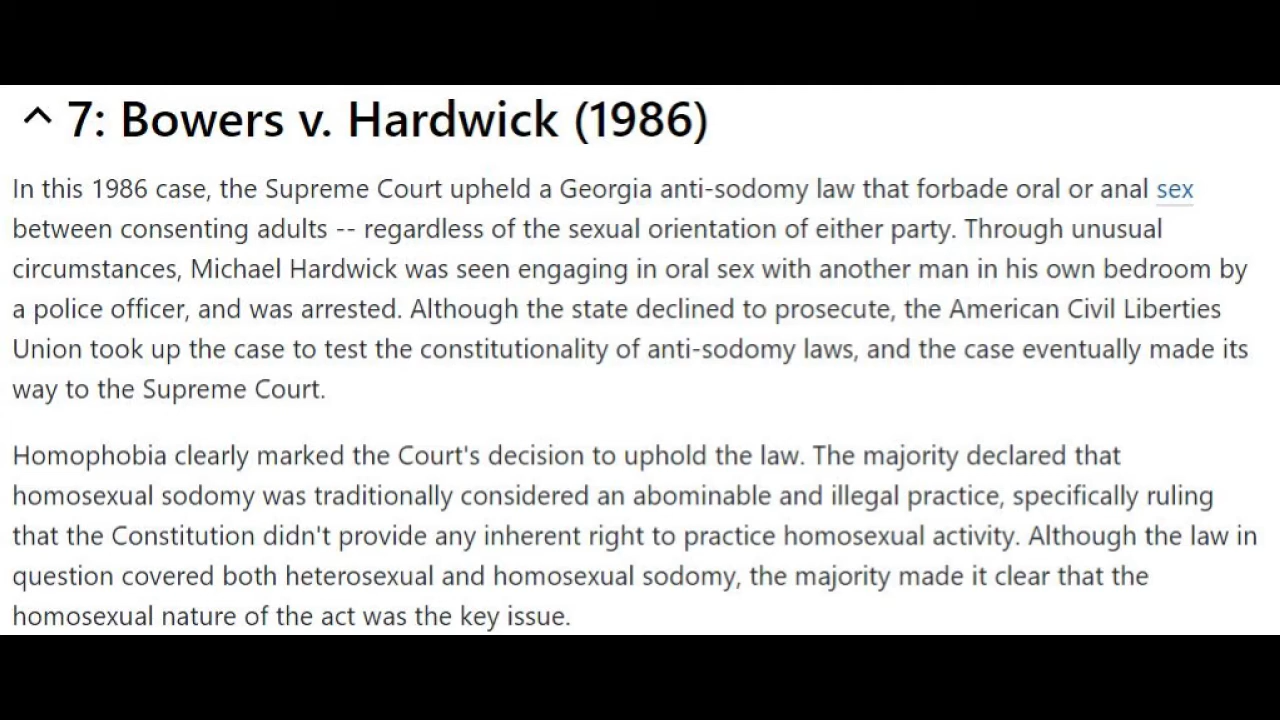 ^ 7: Bowers v. Hardwick (1986)
In this 1986 case, the Supreme Court upheld a Georgia anti-sodomy law that forbade oral or anal sex
between consenting adults -- regardless of the sexual orientation of either party. Through unusual
circumstances, Michael Hardwick was seen engaging in oral sex with another man in his own bedroom by
a police officer, and was arrested. Although the state declined to prosecute, the American Civil Liberties
Union took up the case to test the constitutionality of anti-sodomy laws, and the case eventually made its
way to the Supreme Court.
Homophobia clearly marked the Court's decision to uphold the law. The majority declared that
homosexual sodomy was traditionally considered an abominable and illegal practice, specifically ruling
that the Constitution didn't provide any inherent right to practice homosexual activity. Although the law in
question covered both heterosexual and homosexual sodomy, the majority made it clear that the
homosexual nature of the act was the key issue.